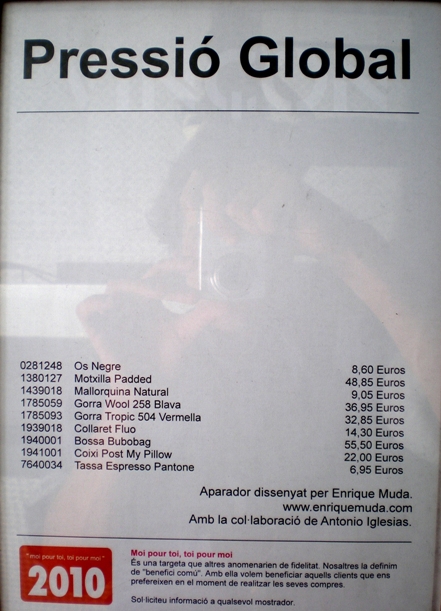 Pressió Global
0281248 Os Negre 8,60 Euros
1380127 Motxilla Padded 48,85 Euros
1439018 Mallorquina Natural 9,05 Euros
1785059 Gorra Wool 258 Blava 36,95 Euros
1785093 Gorra Tropic 504 Vermella 32,85 Euros
1939018 Collaret Fluo 14,30 Euros
1940001 Bossa Bubobag 55,50 Euros
1941001 Coixi Post My Pillow 22,00 Euros
7640034 Tassa Espresso Pantone 6,95 Euros
Aparador dissenyat per Enrique Muda.
www.enriquemuda.com
Amb la col·laboració de Antonio Iglesias.
"moi pour toi, toi pour moi"
2010
Moi pour toi, toi pour moi
És una targeta que altres anomenarien de fidelitat. Nosaltres la definim
de "benefici comú". Amb ella volem beneficiar aquells clients que ens
prefereixen en el moment de realitzar les seves compres.
Sol·liciteu informació a qualsevol mostrador.